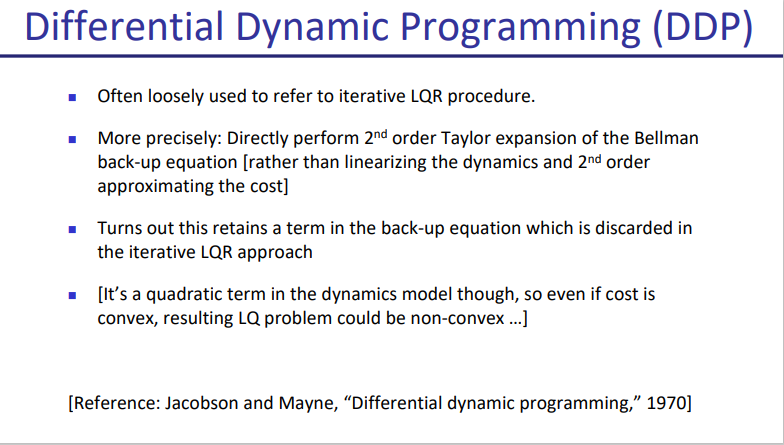 Differential Dynamic Programming (DDP)
▪ Often loosely used to refer to iterative LQR procedure.
▪ More precisely: Directly perform 2nd order Taylor expansion of the Bellman
back-up equation [rather than linearizing the dynamics and 2nd order
approximating the cost]
▪ Turns out this retains a term in the back-up equation which is discarded in
the iterative LQR approach
▪ [It's a quadratic term in the dynamics model though, so even if cost is
convex, resulting LQ problem could be non-convex ...]
[Reference: Jacobson and Mayne, "Differential dynamic programming," 1970]